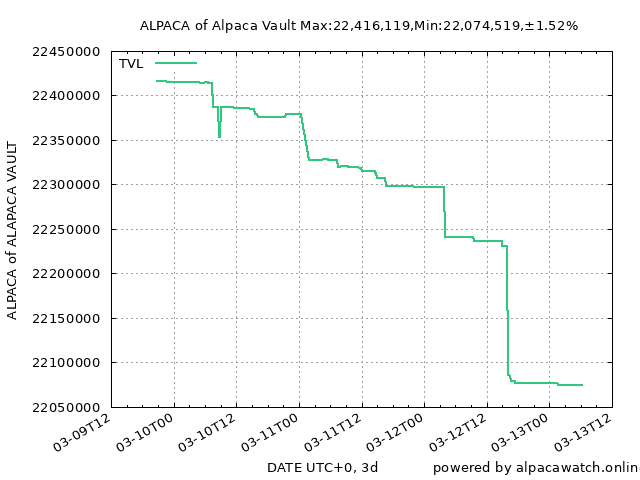 ALPACA of Alpaca Vault Max:22,416,119,Min:22,074,519,±1.52%
TVL
22450000
22400000
22350000
22300000
22250000
22200000
22150000
22100000
22050000
ALPACA of ALAPACA VAULT
03-09T12
03-10T00
03-10T12
03-11T00
03-11T12
03-12T00
03-12T12
03-13T00
03-13T12
DATE UTC+0, 3d
powered by alpacawatch.onlin